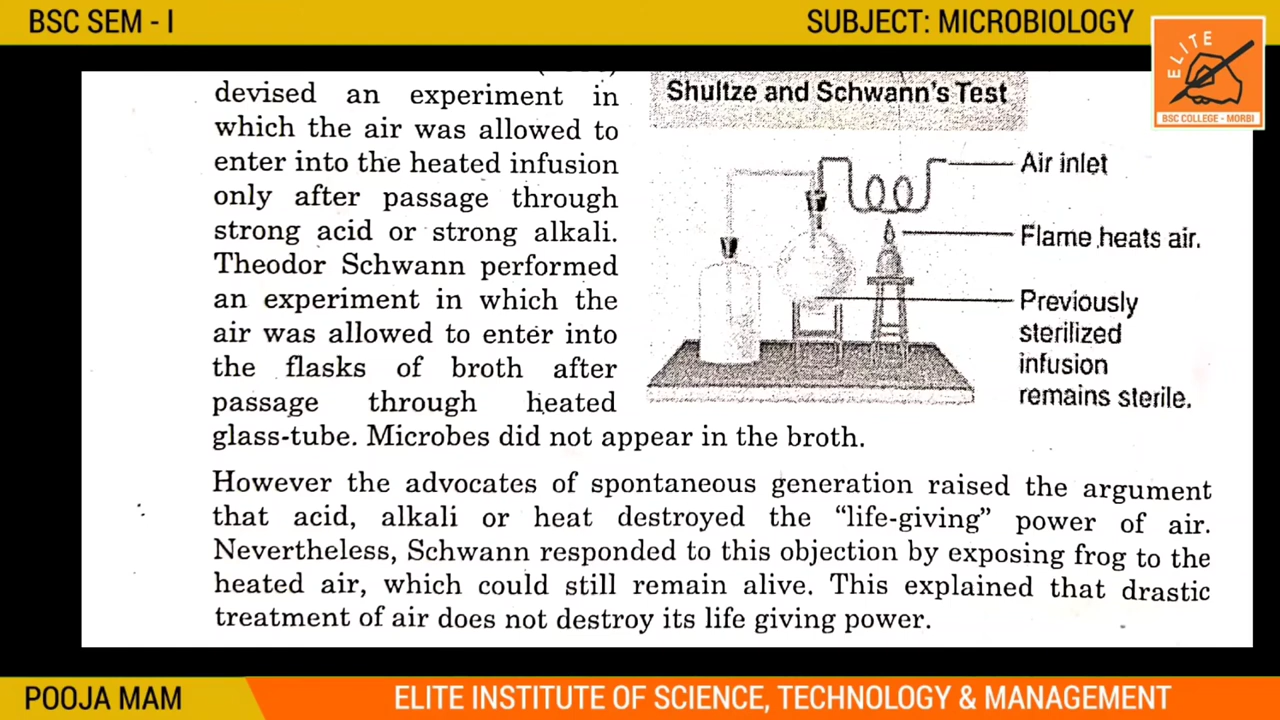 BSC SEM - I
SUBJECT: MICROBIOLOGY
ELITE
BSC COLLEGE - MORBI
devised an experiment in
which the air was allowed to
enter into the heated infusion
only after passage through
strong acid or strong alkali.
Theodor Schwann performed
an experiment in which the
air was allowed to enter into
the flasks of broth after
passage through heated
glass-tube. Microbes did not appear in the broth.
Shultze and Schwann's Test
Air inlet
Flame heats air.
Previously
sterilized
infusion
remains sterile.
However the advocates of spontaneous generation raised the argument
that acid, alkali or heat destroyed the "life-giving" power of air.
Nevertheless, Schwann responded to this objection by exposing frog to the
heated air, which could still remain alive. This explained that drastic
treatment of air does not destroy its life giving power.
POOJA MAM
ELITE INSTITUTE OF SCIENCE, TECHNOLOGY & MANAGEMENT